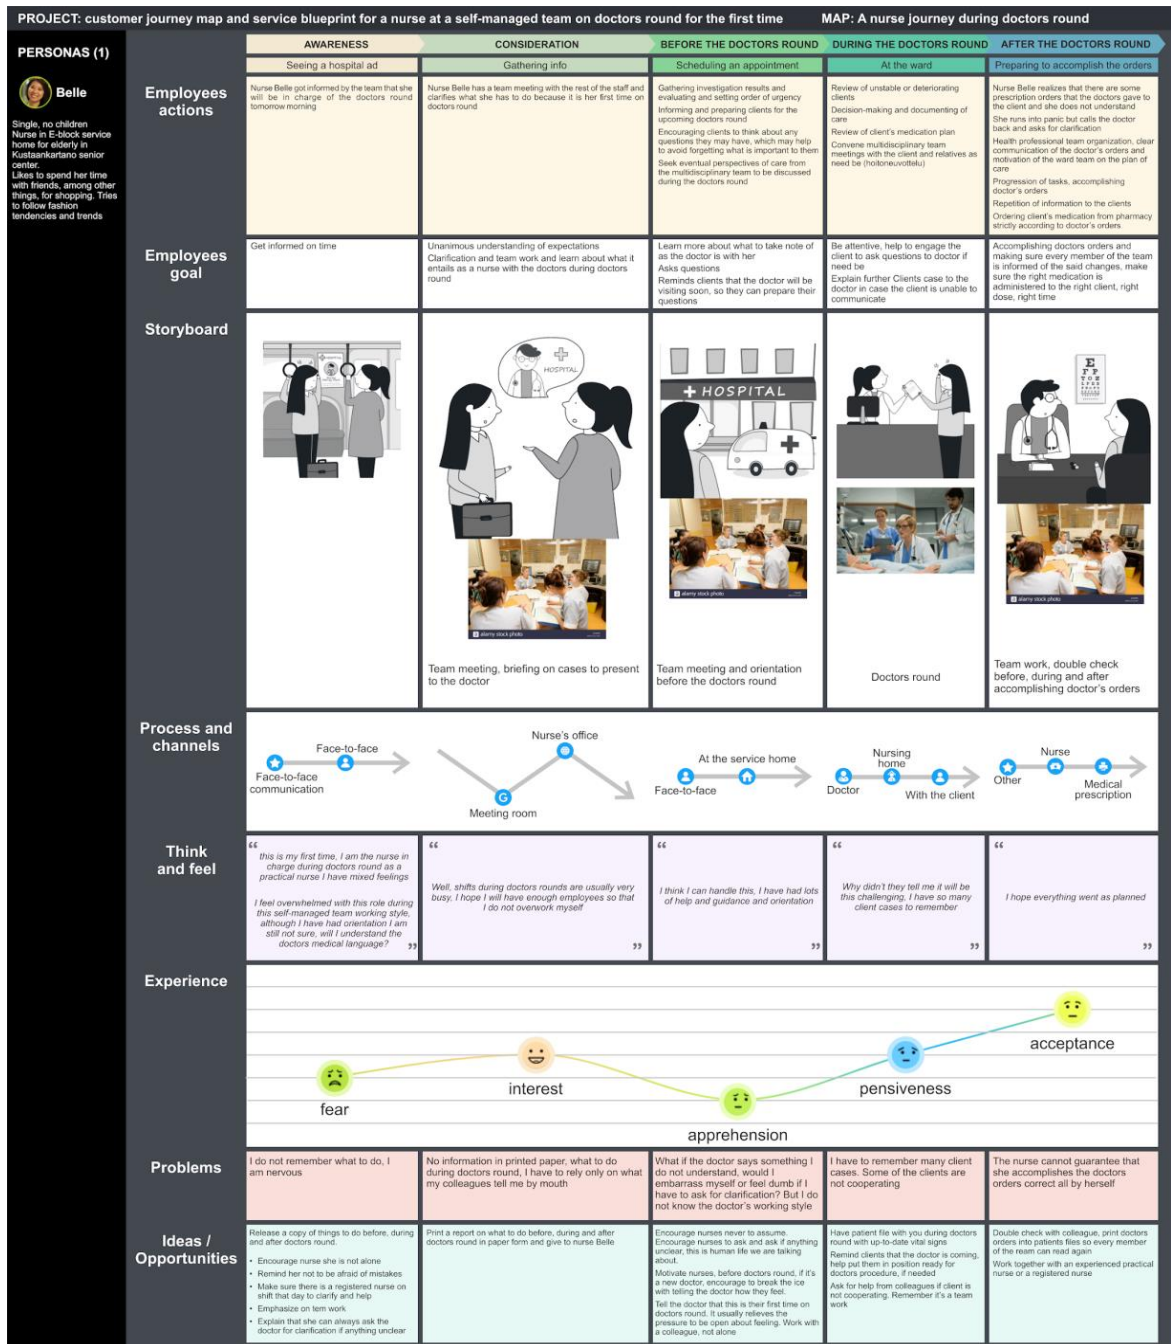 PROJECT: customer journey map and service blueprint for a nurse at a self-managed team on doctors round for the first time
MAP: A nurse journey during doctors round
PERSONAS (1)
Belle
Single, no children
Nurse in E-block service
home for elderly in
Kustaankartano senior
center.
Likes to spend her time
with friends, among other
things, for shopping. Tries
to follow fashion
tendencies and trends
AWARENESS
CONSIDERATION
BEFORE THE DOCTORS ROUND
DURING THE DOCTORS ROUND
AFTER THE DOCTORS ROUND
Seeing a hospital ad
Gathering info
Scheduling an appointment
At the ward
Preparing to accomplish the orders
Employees
actions
Nurse Belle got informed by the team that she
will be in charge of the doctors round
tomorrow morning
Nurse Belle has a team meeting with the rest of the staff and
clarifies what she has to do because it is her first time on
doctors round
Gathering investigation results and
evaluating and setting order of urgency
Informing and preparing clients for the
upcoming doctors round
Encouraging clients to think about any
questions they may have, which may help
to avoid forgetting what is important to them
Seek eventual perspectives of care from
the multidisciplinary team to be discussed
during the doctors round
Review of unstable or deteriorating
clients
Decision-making and documenting of
care
Review of client's medication plan
Convene multidisciplinary team
meetings with the client and relatives as
need be (hoitoneuvottelu)
Nurse Belle realizes that there are some
prescription orders that the doctors gave to
the client and she does not understand
She runs into panic but calls the doctor
back and asks for clarification
Health professional team organization, clear
communication of the doctor's orders and
motivation of the ward team on the plan of
care
Progression of tasks, accomplishing
doctor's orders
Repetition of information to the clients
Ordering client's medication from pharmacy
strictly according to doctor's orders.
Employees
goal
Get informed on time
Unanimous understanding of expectations
Clarification and team work and learn about what it
entails as a nurse with the doctors during doctors
round
Learn more about what to take note of
as the doctor is with her
Asks questions
Reminds clients that the doctor will be
visiting soon, so they can prepare their
questions
Be attentive, help to engage the
client to ask questions to doctor if
need be
Explain further Clients case to the
doctor in case the client is unable to
communicate
Accomplishing doctors orders and
making sure every member of the team
is informed of the said changes, make
sure the right medication is
administered to the right client, right
dose, right time
Storyboard
HOSPITAL
HOSPITAL
alamy stock photo
alamy stock photo
alamy stock photo
Team meeting, briefing on cases to present
to the doctor
Team meeting and orientation
before the doctors round
Doctors round
Team work, double check
before, during and after
accomplishing doctor's orders
Process and
channels
Face-to-face
communication
Face-to-face
Meeting room
Nurse's office
Face-to-face
At the service home
Doctor
Nursing
home
With the client
Other
Nurse
Medical
prescription
Think
and feel
“
this is my first time, I am the nurse in
charge during doctors round as a
practical nurse I have mixed feelings
I feel overwhelmed with this role during
this self-managed team working style,
although I have had orientation I am
still not sure, will I understand the
doctors medical language?
”
“
Well, shifts during doctors rounds are usually very
busy, I hope I will have enough employees so that
I do not overwork myself
”
“
I think I can handle this, I have had lots
of help and guidance and orientation
”
“
Why didn't they tell me it will be
this challenging, I have so many
client cases to remember
”
“
I hope everything went as planned
”
Experience
fear
interest
apprehension
pensiveness
acceptance
Problems
I do not remember what to do, I
am nervous
No information in printed paper, what to do
during doctors round, I have to rely only on what
my colleagues tell me by mouth
What if the doctor says something I
do not understand, would I
embarrass myself or feel dumb if I
have to ask for clarification? But I do
not know the doctor's working style
I have to remember many client
cases. Some of the clients are
not cooperating
The nurse cannot guarantee that
she accomplishes the doctors
orders correct all by herself
Ideas /
Opportunities
Release a copy of things to do before, during
and after doctors round.
• Encourage nurse she is not alone
• Remind her not to be afraid of mistakes
• Make sure there is a registered nurse on
shift that day to clarify and help
• Emphasize on tem work
• Explain that she can always ask the
doctor for clarification if anything unclear
Print a report on what to do before, during and after
doctors round in paper form and give to nurse Belle
Encourage nurses never to assume.
Encourage nurses to ask and ask if anything
unclear, this is human life we are talking
about.
Motivate nurses, before doctors round, if it's
a new doctor, encourage to break the ice
with telling the doctor how they feel.
Tell the doctor that this is their first time on
doctors round. It usually relieves the
pressure to be open about feeling. Work with
a colleague, not alone
Have patient file with you during doctors
round with up-to-date vital signs
Remind clients that the doctor is coming,
help put them in position ready for
doctors procedure, if needed
Ask for help from colleagues if client is
not cooperating. Remember it's a team
work
Double check with colleague, print doctors
orders into patients files so every member
of the ream can read again
Work together with an experienced practical
nurse or a registered nurse